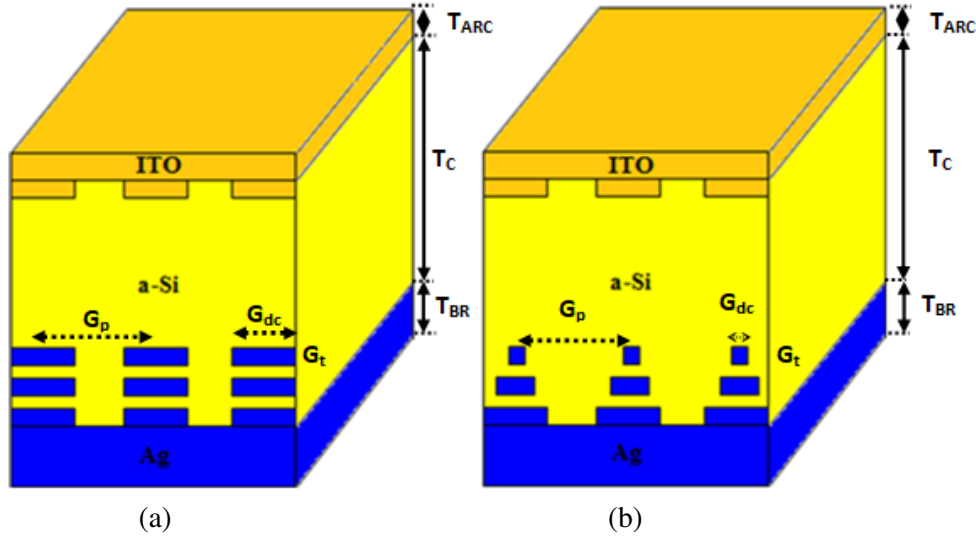 T_ARC
T_C
T_BR
ITO
a-Si
G_p
G_dc
G_t
Ag
(a)
T_ARC
T_C
T_BR
ITO
a-Si
G_p
G_dc
G_t
Ag
(b)